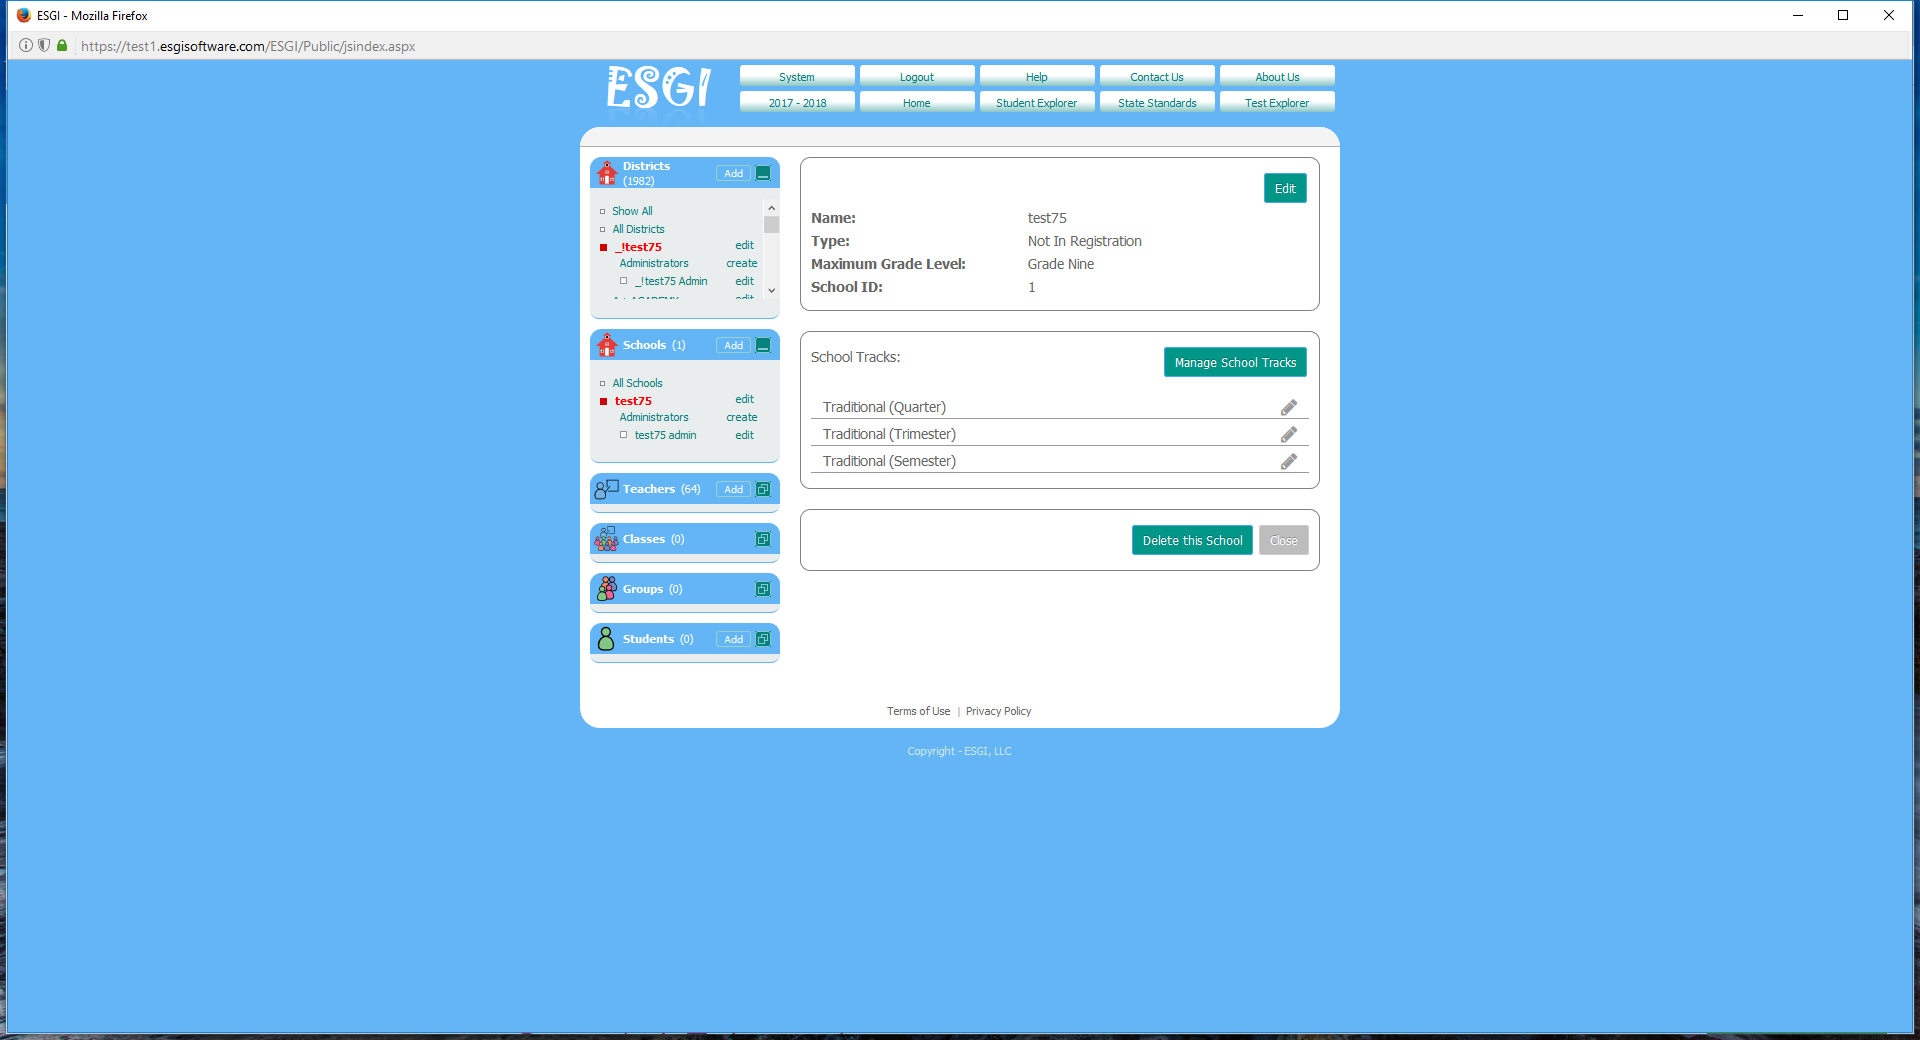 ESGI - Mozilla Firefox
https://test1.esgisoftware.com/ESGI/Public/jsindex.aspx
ESGI
System
Logout
Help
Contact Us
About Us
2017 - 2018
Home
Student Explorer
State Standards
Test Explorer
Districts
(1982)
Add
Show All
All Districts
_!test75 edit
Administrators create
_!test75 Admin edit
edit
Schools (1) Add
All Schools
test75 edit
Administrators create
test75 admin edit
Teachers (64) Add
Classes (0)
Groups (0)
Students (0) Add
Edit
Name: test75
Type: Not In Registration
Maximum Grade Level: Grade Nine
School ID: 1
School Tracks:
Manage School Tracks
Traditional (Quarter)
Traditional (Trimester)
Traditional (Semester)
Delete this School
Close
Terms of Use | Privacy Policy
Copyright - ESGI, LLC